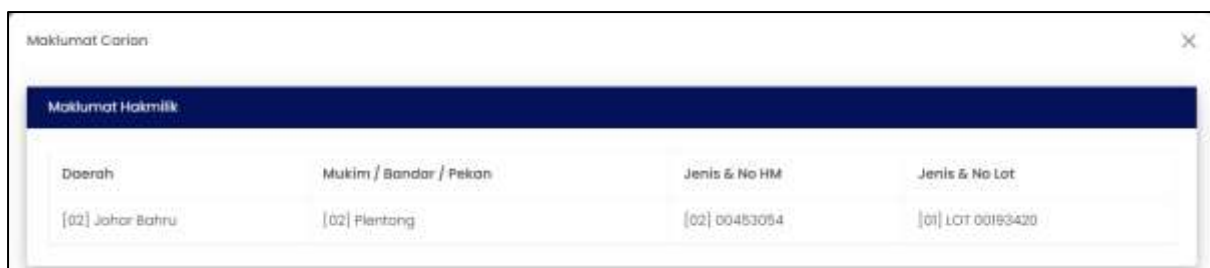 Maklumat Carian
Maklumat Hakmilik
Daerah Mukim / Bandar / Pekan Jenis & No HM Jenis & No Lot
[02] Johor Bahru [02] Plentong [02] 00453054 [01] LOT 00193420